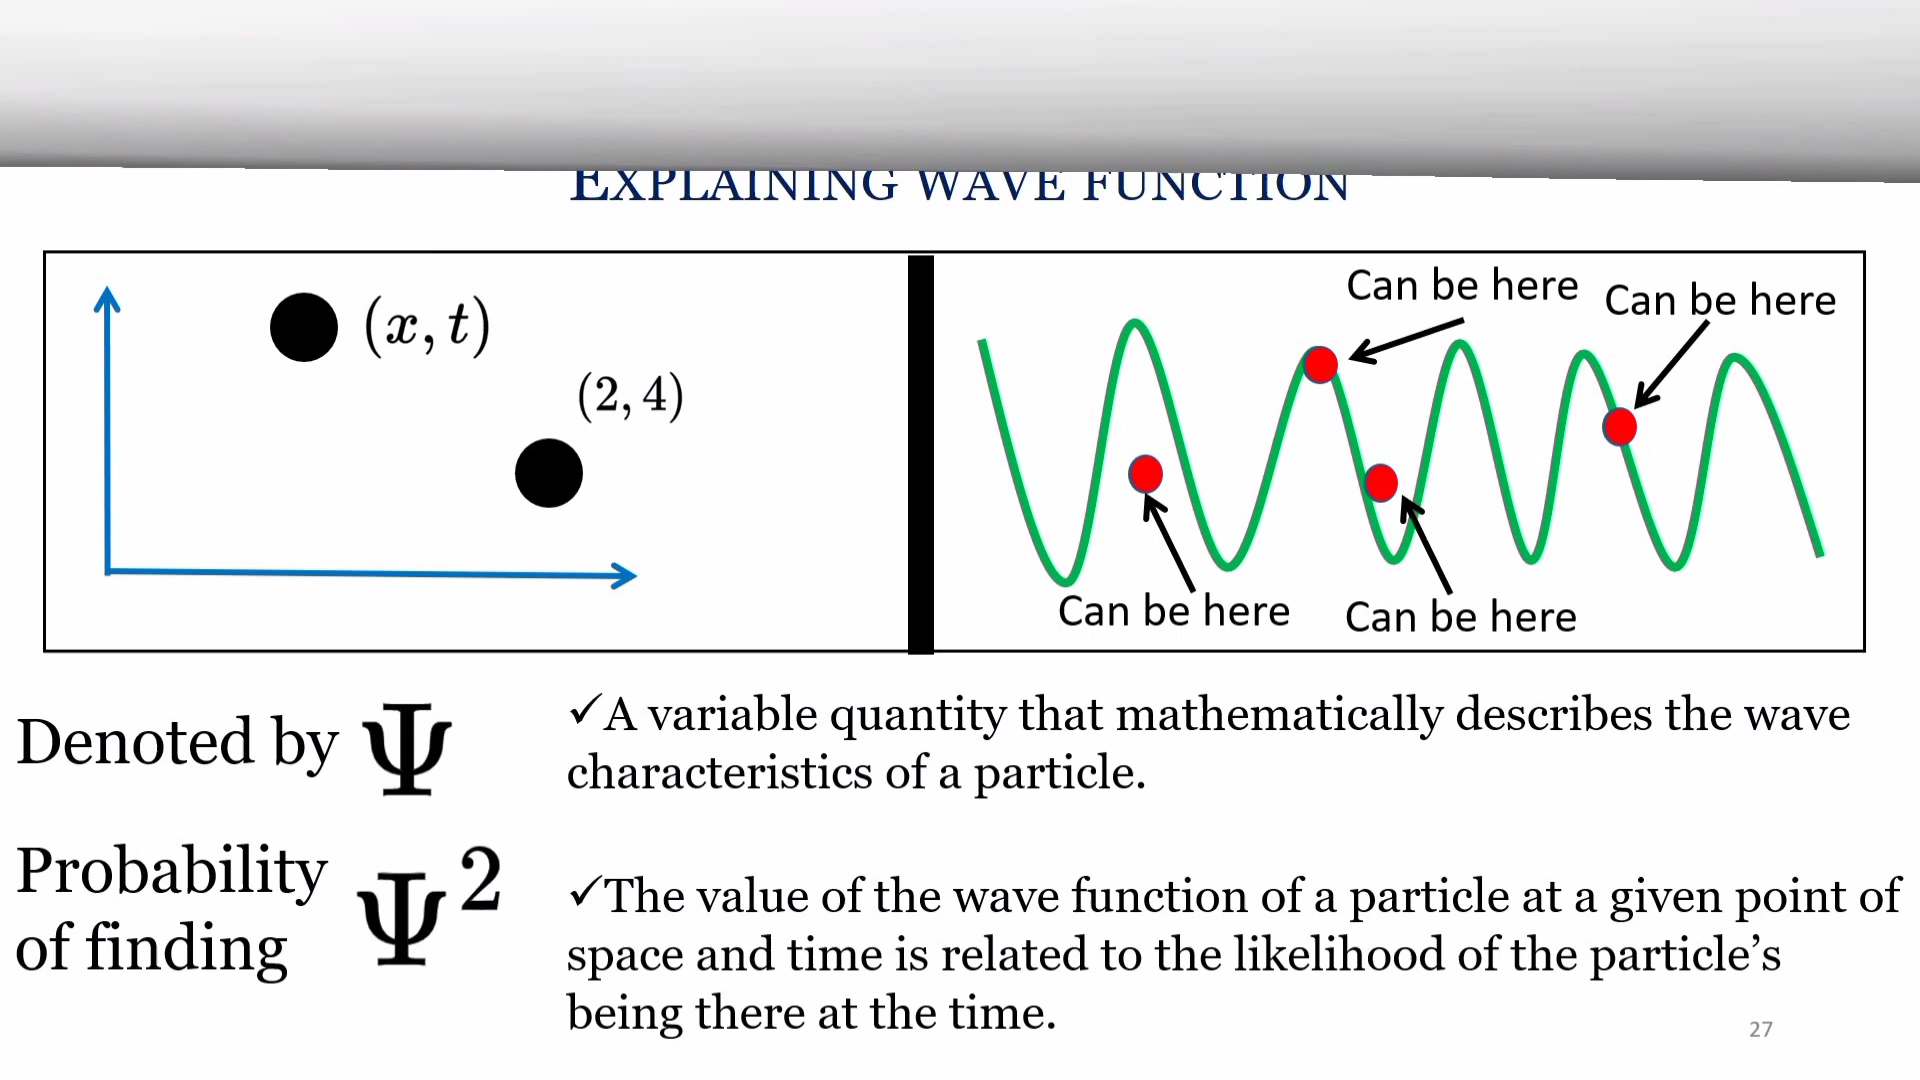 EXPLAINING WAVE FUNCTION
(x, t)
(2, 4)
Can be here
Can be here
Can be here
Can be here
Denoted by Ψ
✓A variable quantity that mathematically describes the wave
characteristics of a particle.
Probability
of finding Ψ²
✓The value of the wave function of a particle at a given point of
space and time is related to the likelihood of the particle’s
being there at the time.
27